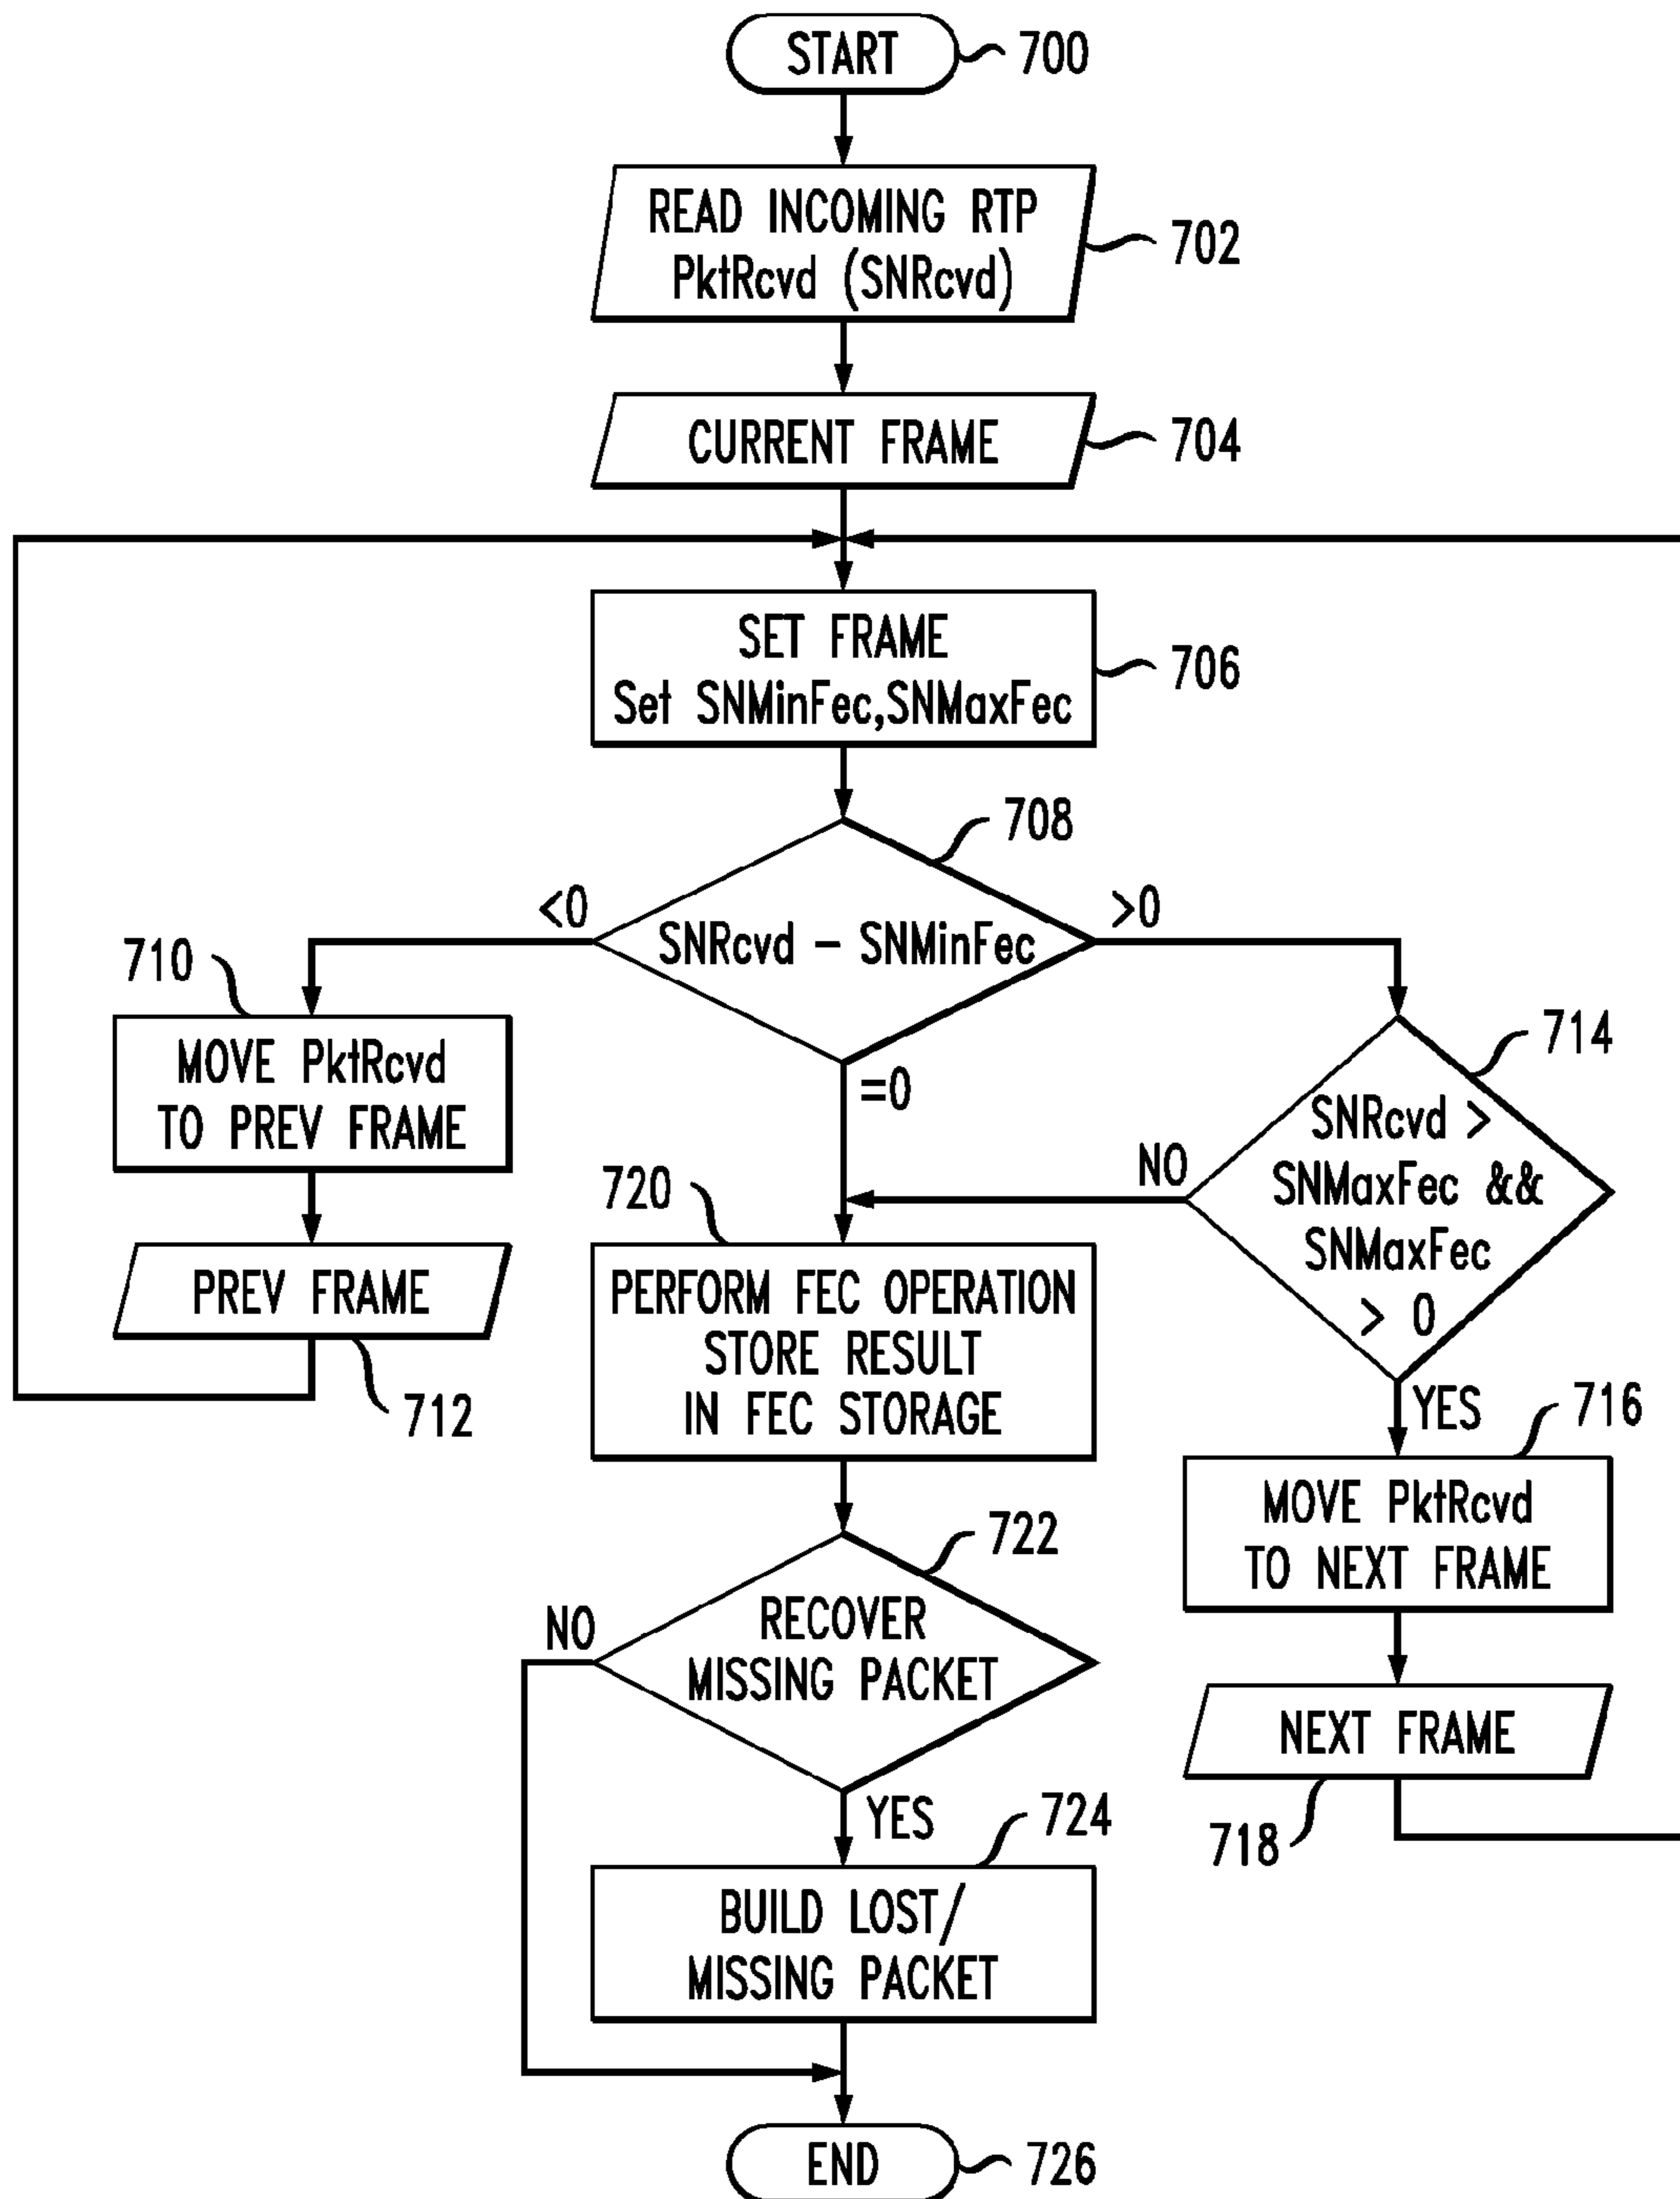 START
700
READ INCOMING RTP
PktRcvd (SNRcvd)
702
CURRENT FRAME
704
SET FRAME
Set SNMinFec,SNMaxFec
706
708
<0
SNRcvd – SNMinFec
>0
710
MOVE PktRcvd
TO PREV FRAME
=0
714
SNRcvd >
SNMaxFec &&
SNMaxFec
> 0
NO
720
PREV FRAME
712
PERFORM FEC OPERATION
STORE RESULT
IN FEC STORAGE
YES
716
MOVE PktRcvd
TO NEXT FRAME
722
NO
RECOVER
MISSING PACKET
NEXT FRAME
718
YES
724
BUILD LOST/
MISSING PACKET
END
726